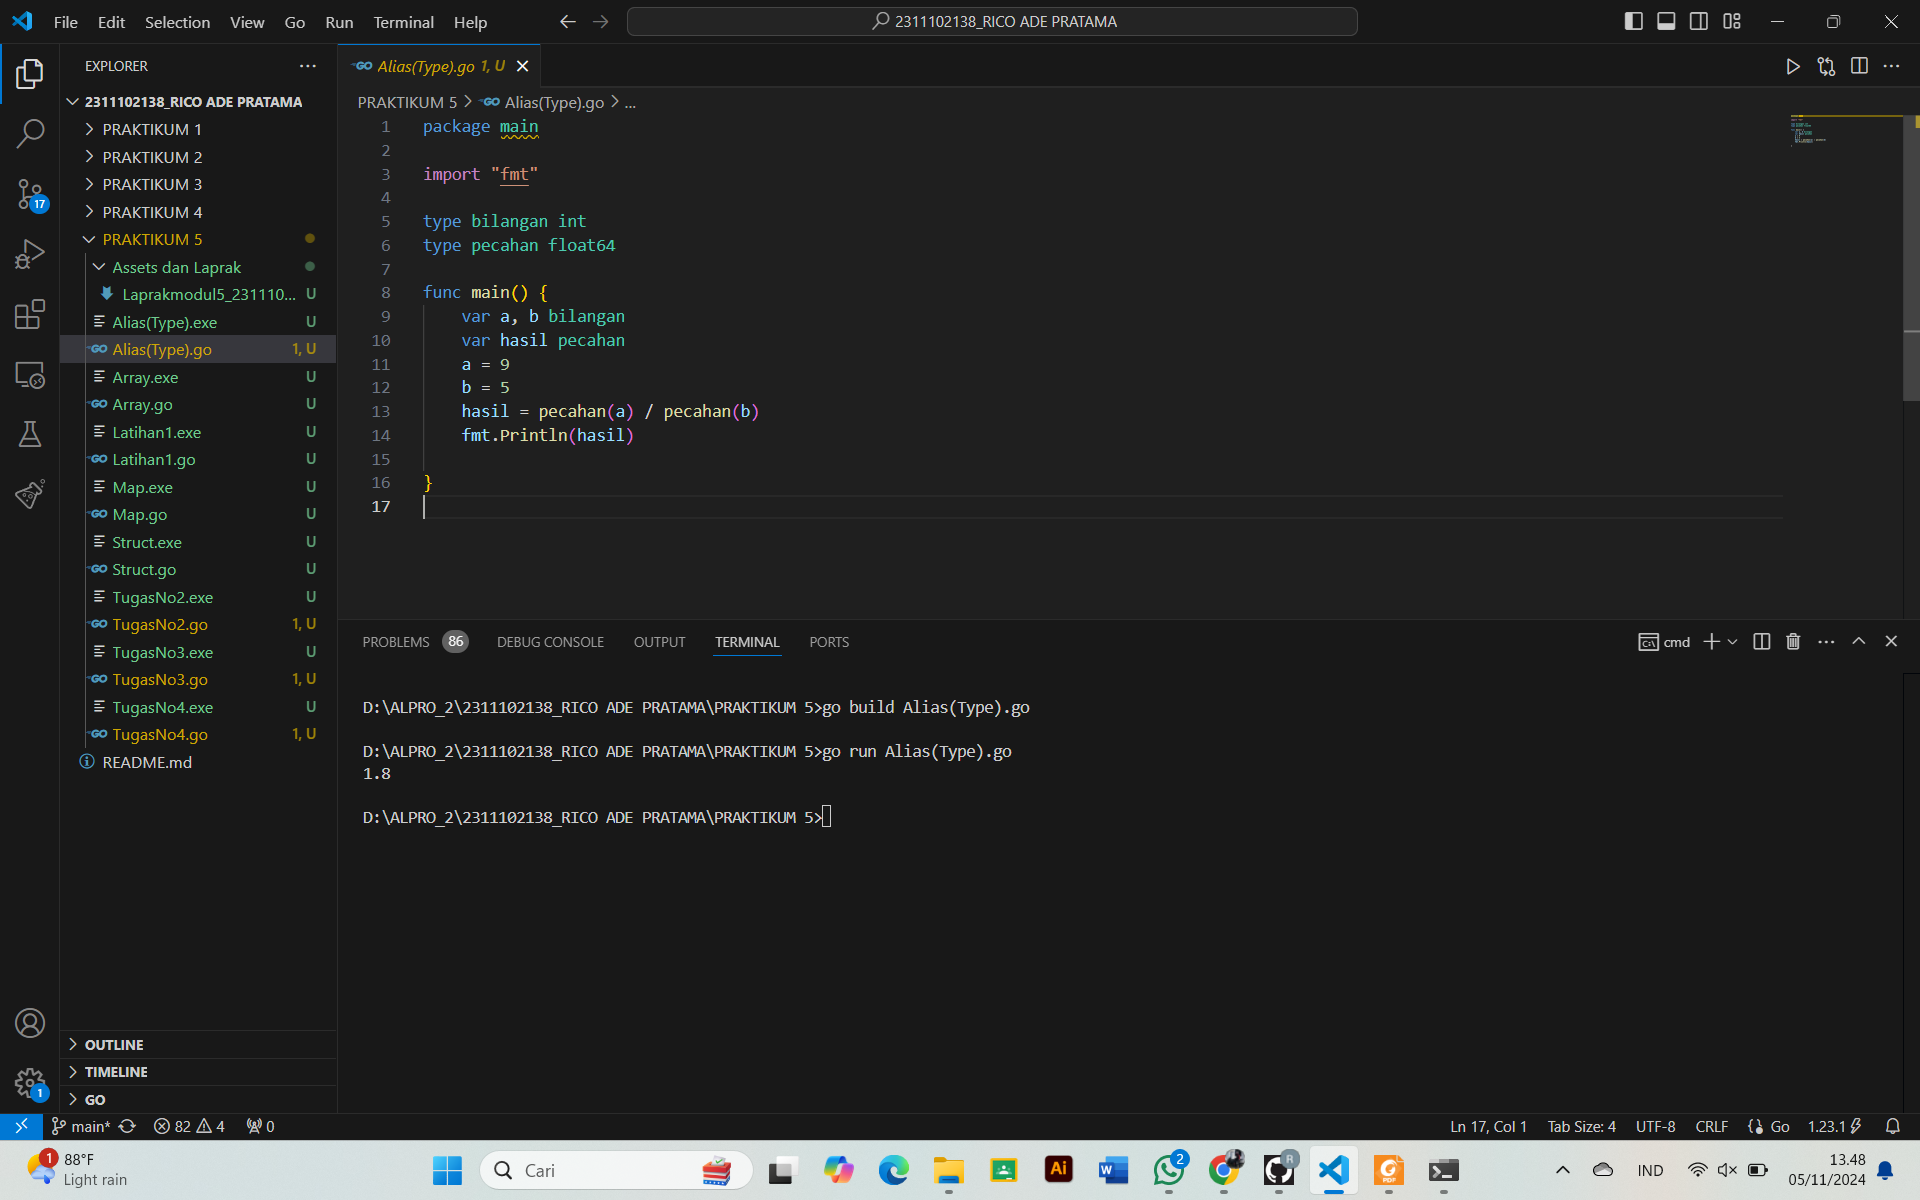 File Edit Selection View Go Run Terminal Help
2311102138_RICO ADE PRATAMA
EXPLORER
2311102138_RICO ADE PRATAMA
PRAKTIKUM 1
PRAKTIKUM 2
PRAKTIKUM 3
PRAKTIKUM 4
PRAKTIKUM 5
Assets dan Laprak
Laprakmodul5_231110... U
Alias(Type).exe U
Alias(Type).go 1, U
Array.exe U
Array.go U
Latihan1.exe U
Latihan1.go U
Map.exe U
Map.go U
Struct.exe U
Struct.go U
TugasNo2.exe U
TugasNo2.go 1, U
TugasNo3.exe U
TugasNo3.go 1, U
TugasNo4.exe U
TugasNo4.go 1, U
README.md
17
OUTLINE
TIMELINE
GO
1
Alias(Type).go 1, U
PRAKTIKUM 5 > Alias(Type).go > ...
1 package main
2
3 import "fmt"
4
5 type bilangan int
6 type pecahan float64
7
8 func main() {
9 var a, b bilangan
10 var hasil pecahan
11 a = 9
12 b = 5
13 hasil = pecahan(a) / pecahan(b)
14 fmt.Println(hasil)
15
16 }
17
PROBLEMS 86 DEBUG CONSOLE OUTPUT TERMINAL PORTS
cmd
D:\ALPRO_2\2311102138_RICO ADE PRATAMA\PRAKTIKUM 5>go build Alias(Type).go
D:\ALPRO_2\2311102138_RICO ADE PRATAMA\PRAKTIKUM 5>go run Alias(Type).go
1.8
D:\ALPRO_2\2311102138_RICO ADE PRATAMA\PRAKTIKUM 5>
main* 82 4 0
Ln 17, Col 1 Tab Size: 4 UTF-8 CRLF Go 1.23.1
1
88°F
Light rain
Cari
Ai
W
2
R
PDF
IND
13.48
05/11/2024